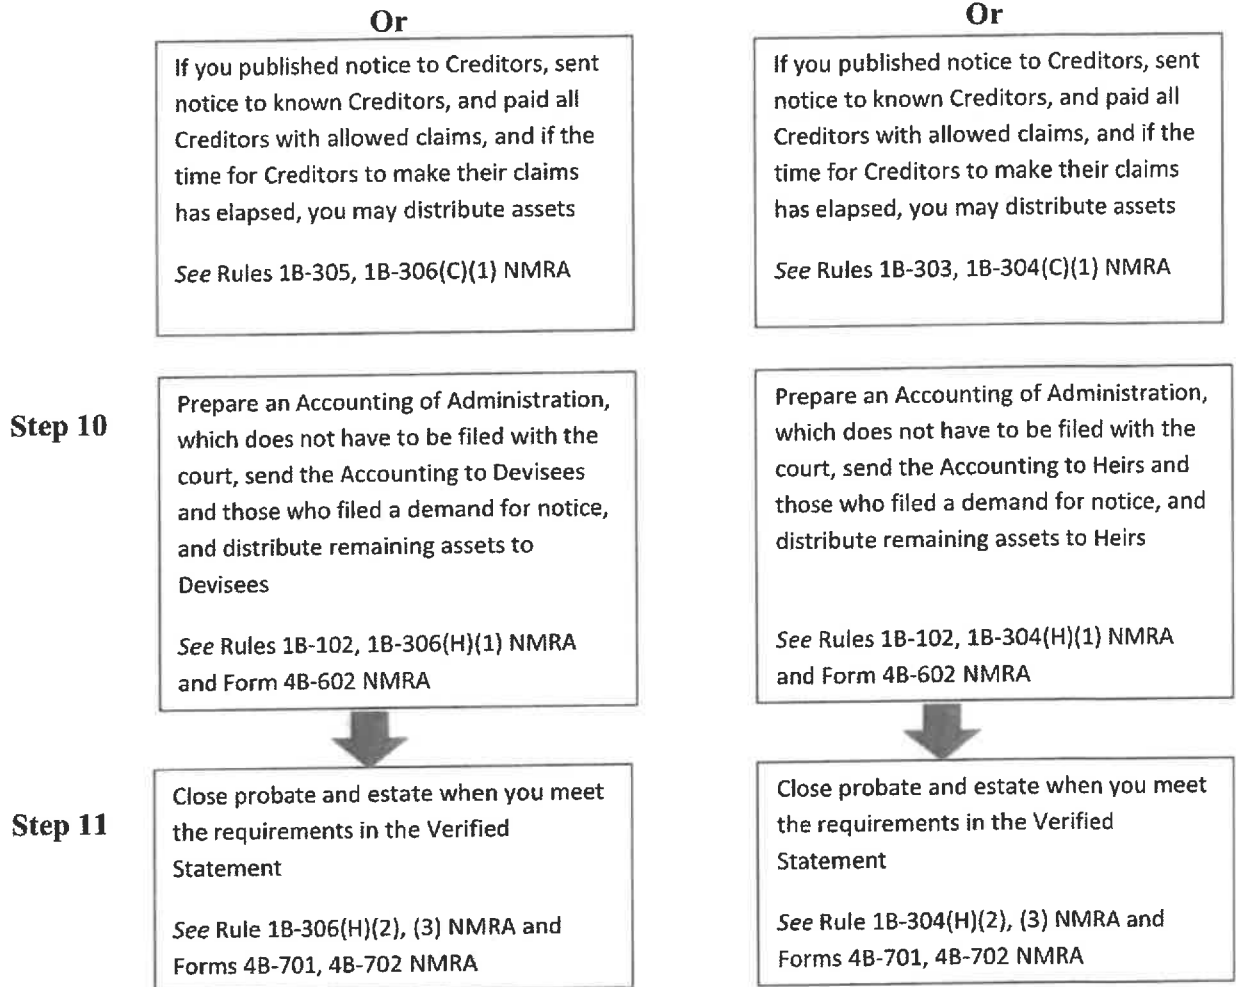 Or
If you published notice to Creditors, sent
notice to known Creditors, and paid all
Creditors with allowed claims, and if the
time for Creditors to make their claims
has elapsed, you may distribute assets
See Rules 1B-305, 1B-306(C)(1) NMRA
Or
If you published notice to Creditors, sent
notice to known Creditors, and paid all
Creditors with allowed claims, and if the
time for Creditors to make their claims
has elapsed, you may distribute assets
See Rules 1B-303, 1B-304(C)(1) NMRA
Step 10
Prepare an Accounting of Administration,
which does not have to be filed with the
court, send the Accounting to Devisees
and those who filed a demand for notice,
and distribute remaining assets to
Devisees
See Rules 1B-102, 1B-306(H)(1) NMRA
and Form 4B-602 NMRA
Prepare an Accounting of Administration,
which does not have to be filed with the
court, send the Accounting to Heirs and
those who filed a demand for notice, and
distribute remaining assets to Heirs
See Rules 1B-102, 1B-304(H)(1) NMRA
and Form 4B-602 NMRA
Step 11
Close probate and estate when you meet
the requirements in the Verified
Statement
See Rule 1B-306(H)(2), (3) NMRA and
Forms 4B-701, 4B-702 NMRA
Close probate and estate when you meet
the requirements in the Verified
Statement
See Rule 1B-304(H)(2), (3) NMRA and
Forms 4B-701, 4B-702 NMRA